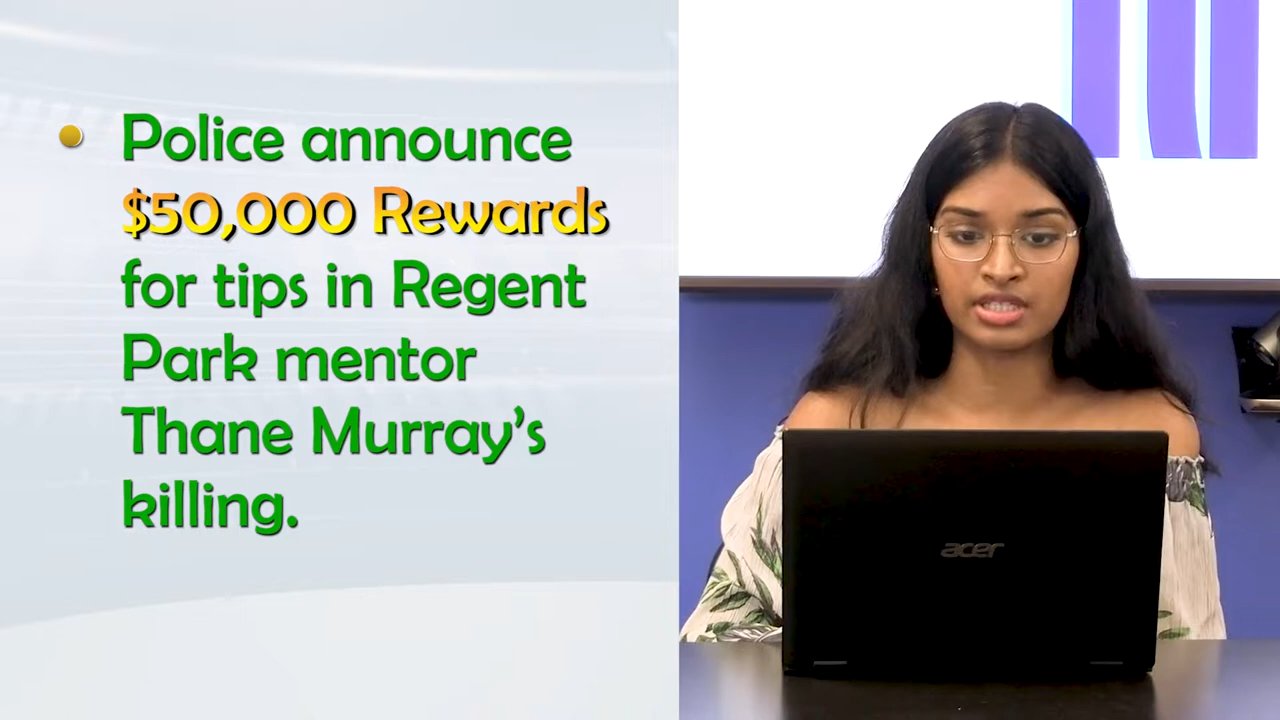 Police announce
$50,000 Rewards
for tips in Regent
Park mentor
Thane Murray’s
killing.
acer